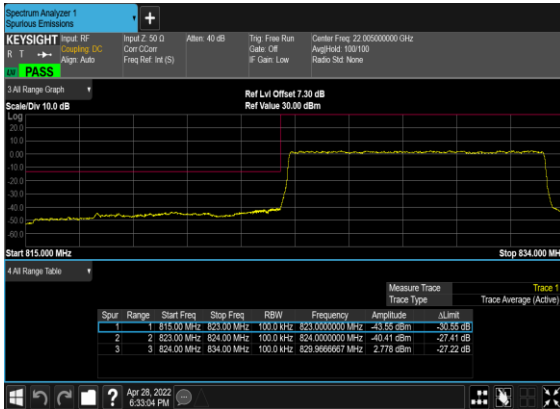 Spectrum Analyzer 1
Spurious Emissions
+
KEYSIGHT Input: RF Input Z: 50 Ω Atten: 40 dB Trig: Free Run Center Freq: 22.005000000 GHz
R T Coupling: DC Corr CCorr Gate: Off Avg|Hold: 100/100
Align: Auto Freq Ref: Int (S) IF Gain: Low Radio Std: None
LXI PASS
3 All Range Graph
Ref Lvl Offset 7.30 dB
Scale/Div 10.0 dB Ref Value 30.00 dBm
Log
20.0
10.0
0.00
-10.0
-20.0
-30.0
-40.0
-50.0
-60.0
Start 815.000 MHz Stop 834.000 MH
4 All Range Table
Measure Trace Trace 1
Trace Type Trace Average (Active)
Spur Range Start Freq Stop Freq RBW Frequency Amplitude ΔLimit
1 1 815.00 MHz 823.00 MHz 100.0 kHz 823.0000000 MHz -43.55 dBm -30.55 dB
2 2 823.00 MHz 824.00 MHz 100.0 kHz 824.0000000 MHz -40.41 dBm -27.41 dB
3 3 824.00 MHz 834.00 MHz 100.0 kHz 829.9666667 MHz 2.778 dBm -27.22 dB
?
Apr 28, 2022
6:33:04 PM